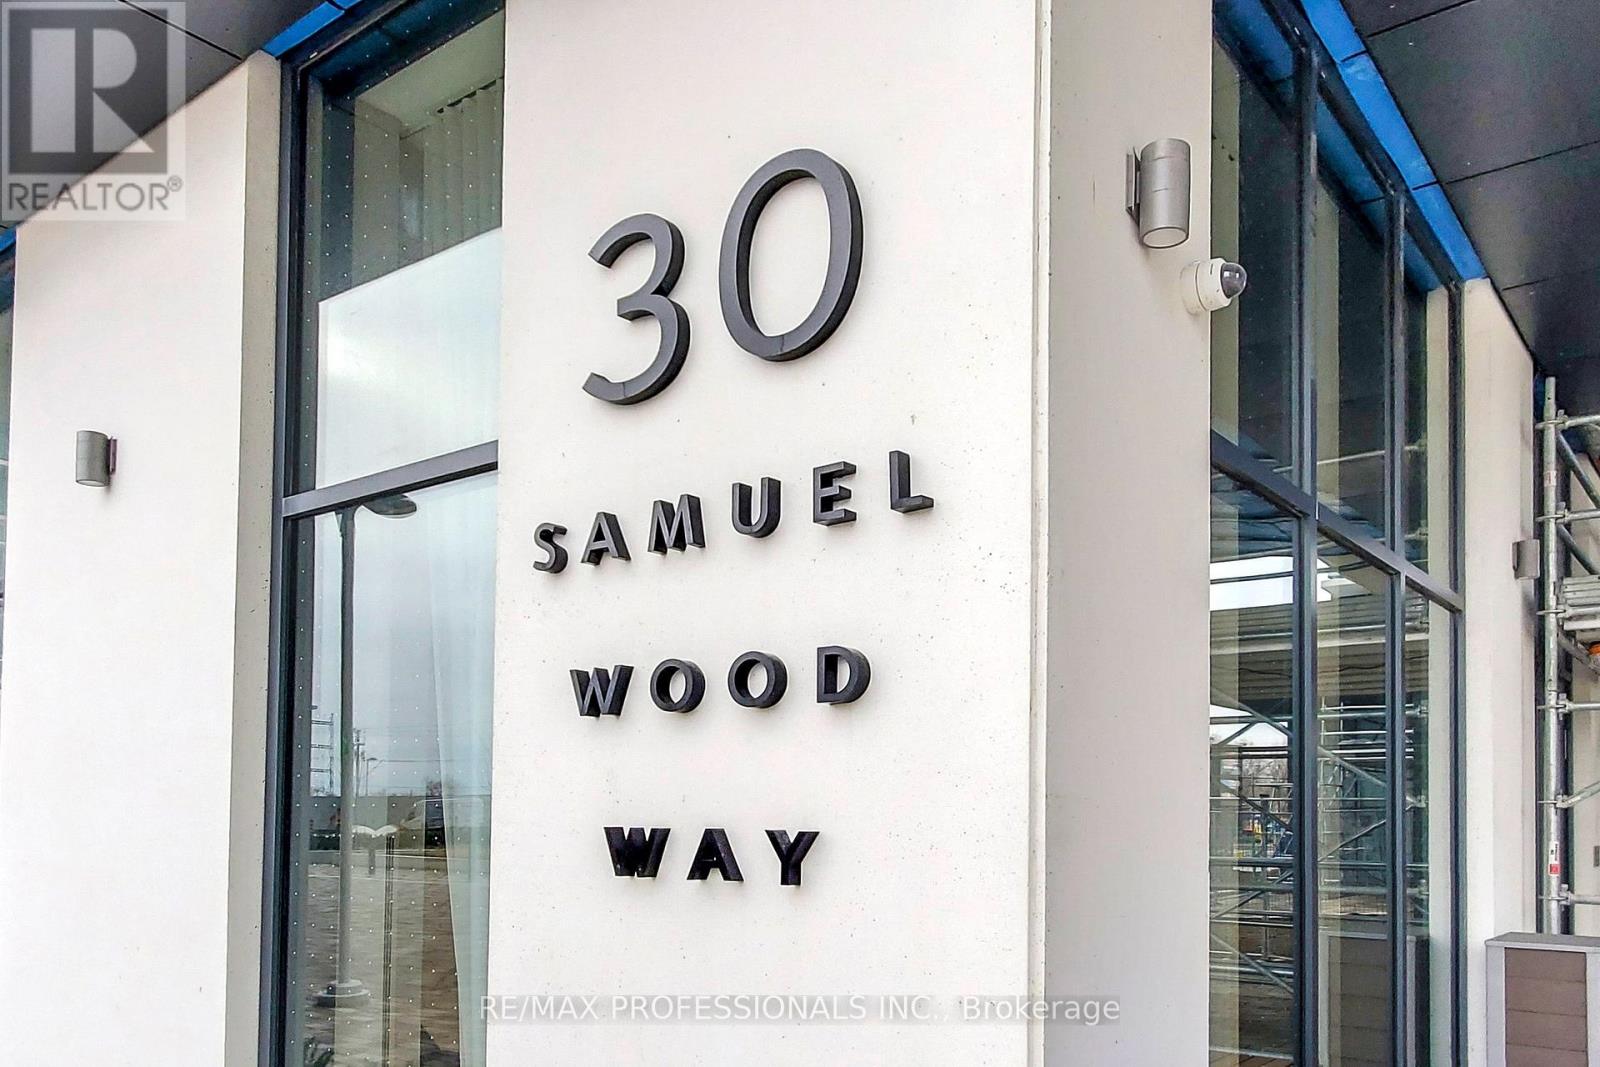 REALTOR®
30
SAMUEL
WOOD
WAY
RE/MAX PROFESSIONALS INC., Brokerage